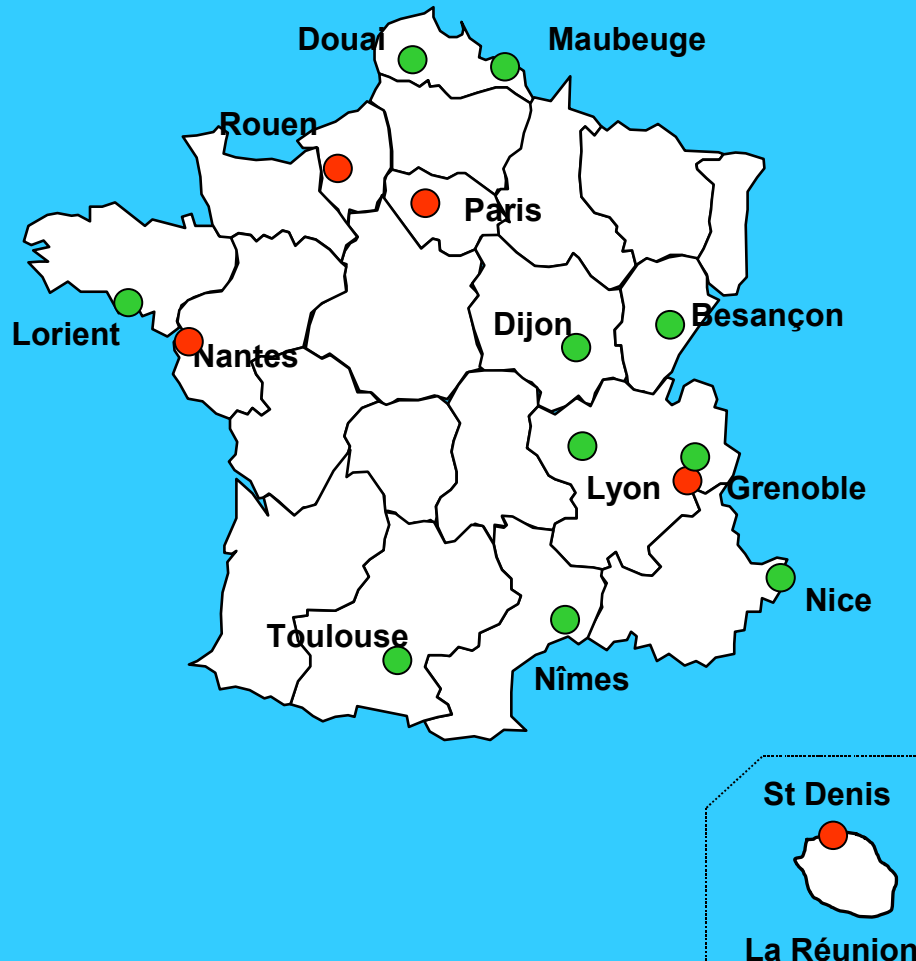 Douai
Maubeuge
Rouen
Paris
Lorient
Nantes
Dijon
Besançon
Lyon
Grenoble
Nice
Toulouse
Nîmes
St Denis
La Réunion